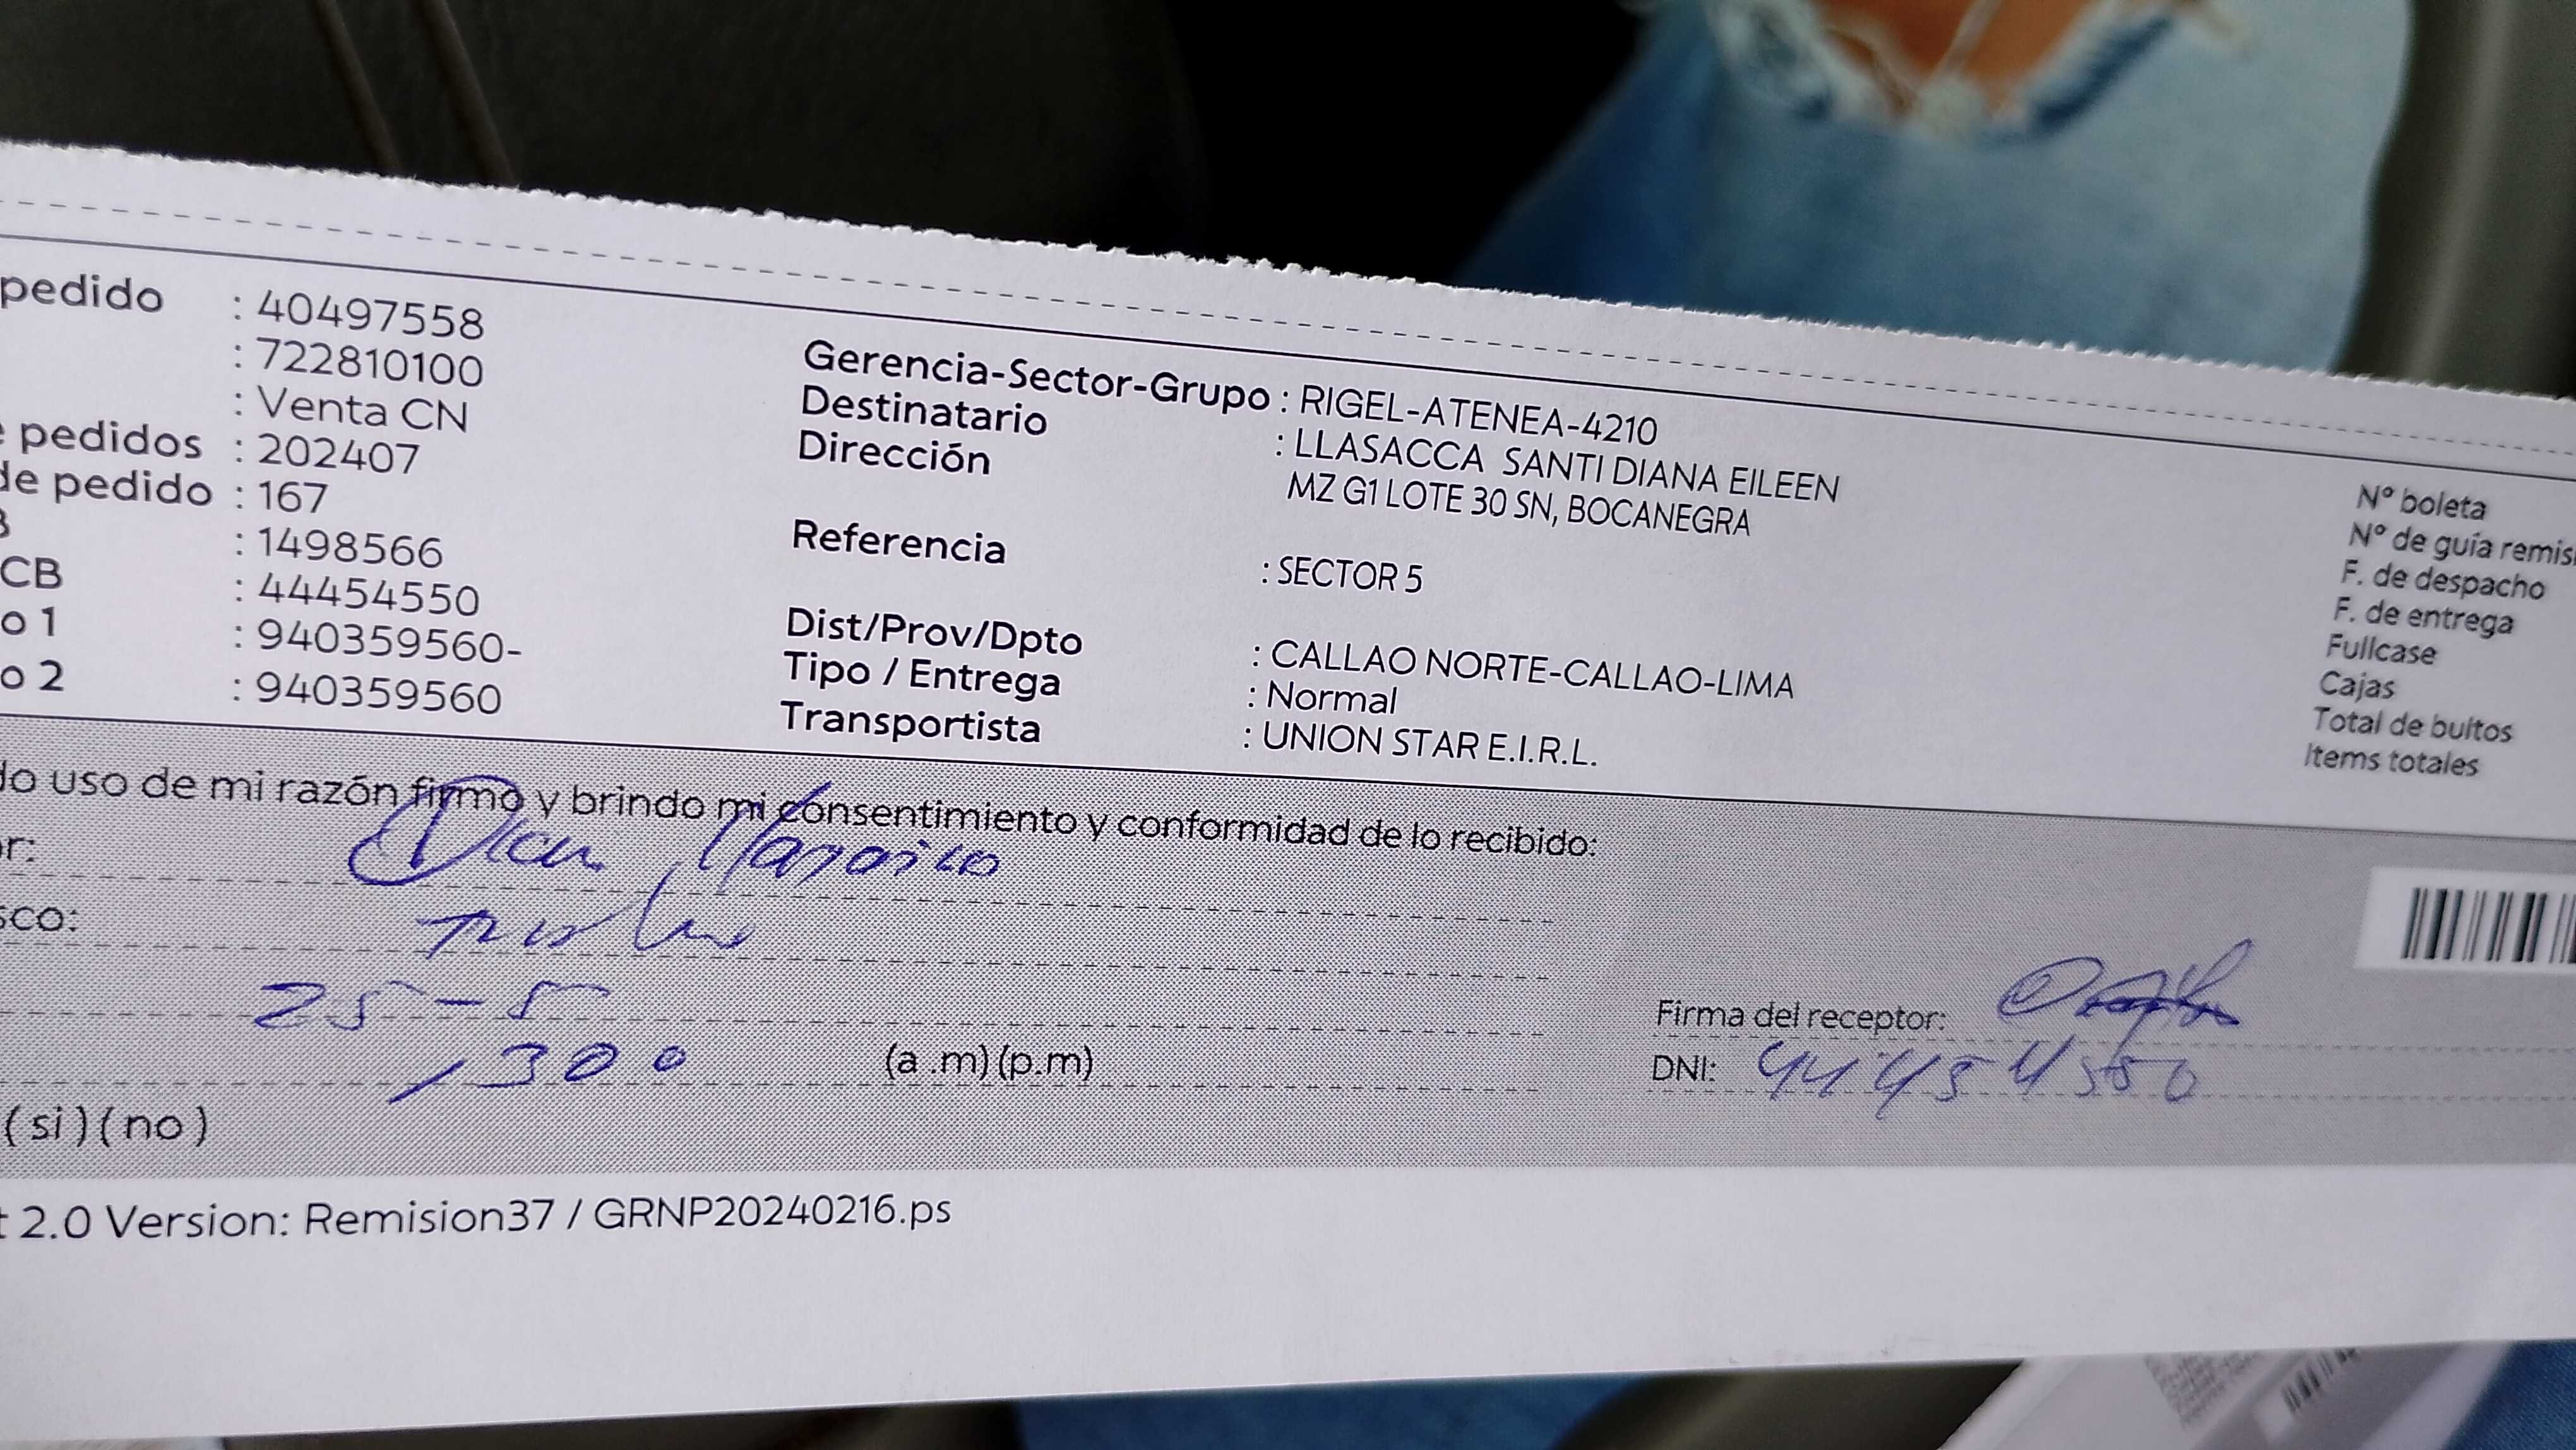 pedido : 40497558
: 722810100
: Venta CN
e pedidos : 202407
de pedido : 167
B : 1498566
CB : 44454550
o 1 : 940359560-
o 2 : 940359560
Gerencia-Sector-Grupo : RIGEL-ATENEA-4210
Destinatario : LLASACCA SANTI DIANA EILEEN
Dirección MZ G1 LOTE 30 SN, BOCANEGRA
Referencia : SECTOR 5
Dist/Prov/Dpto : CALLAO NORTE-CALLAO-LIMA
Tipo / Entrega : Normal
Transportista : UNION STAR E.I.R.L.
N° boleta
N° de guía remis
F. de despacho
F. de entrega
Fullcase
Cajas
Total de bultos
Items totales
do uso de mi razón firmo y brindo mi consentimiento y conformidad de lo recibido:
r:
sco:
25-5
1300 (a .m) (p.m)
(si) (no)
Firma del receptor:
DNI: 44454550
t 2.0 Version: Remision37 / GRNP20240216.ps